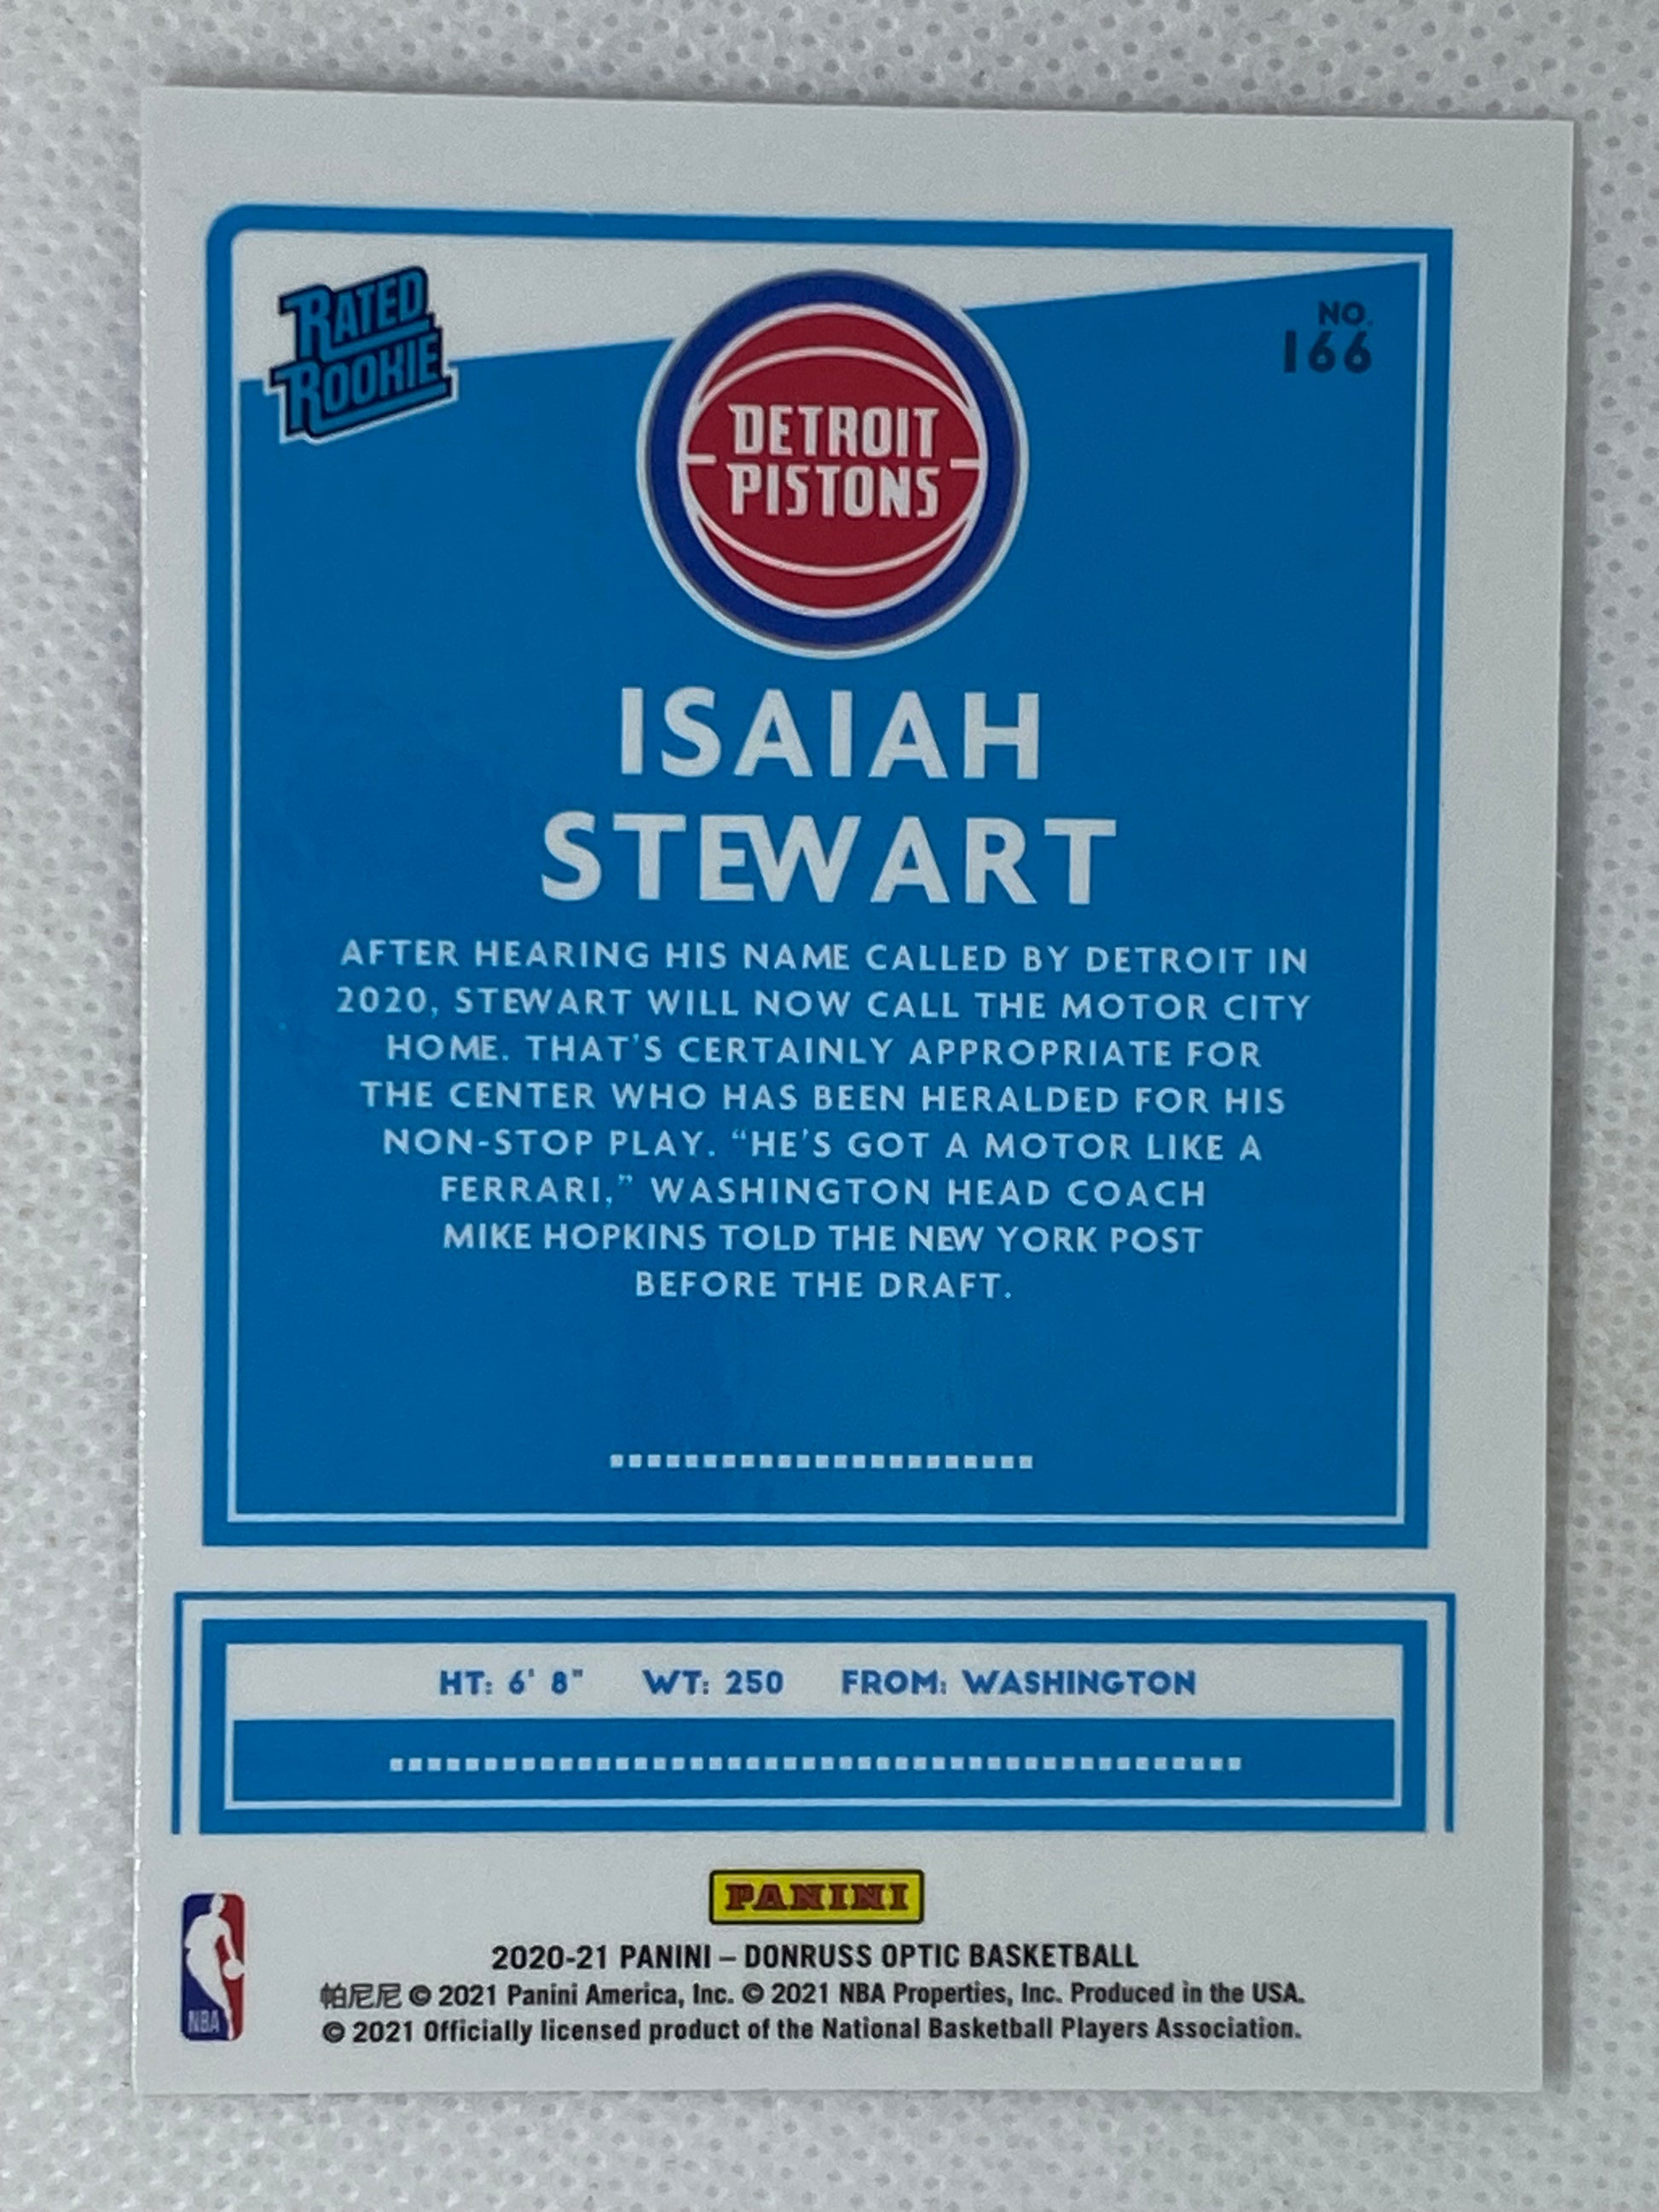 RATED
ROOKIE
NO.
166
DETROIT
PISTONS
ISAIAH
STEWART
AFTER HEARING HIS NAME CALLED BY DETROIT IN
2020, STEWART WILL NOW CALL THE MOTOR CITY
HOME. THAT'S CERTAINLY APPROPRIATE FOR
THE CENTER WHO HAS BEEN HERALDED FOR HIS
NON-STOP PLAY. “HE'S GOT A MOTOR LIKE A
FERRARI,” WASHINGTON HEAD COACH
MIKE HOPKINS TOLD THE NEW YORK POST
BEFORE THE DRAFT.
HT: 6' 8" WT: 250 FROM: WASHINGTON
PANINI
NBA
2020-21 PANINI – DONRUSS OPTIC BASKETBALL
帕尼尼 © 2021 Panini America, Inc. © 2021 NBA Properties, Inc. Produced in the USA.
© 2021 Officially licensed product of the National Basketball Players Association.